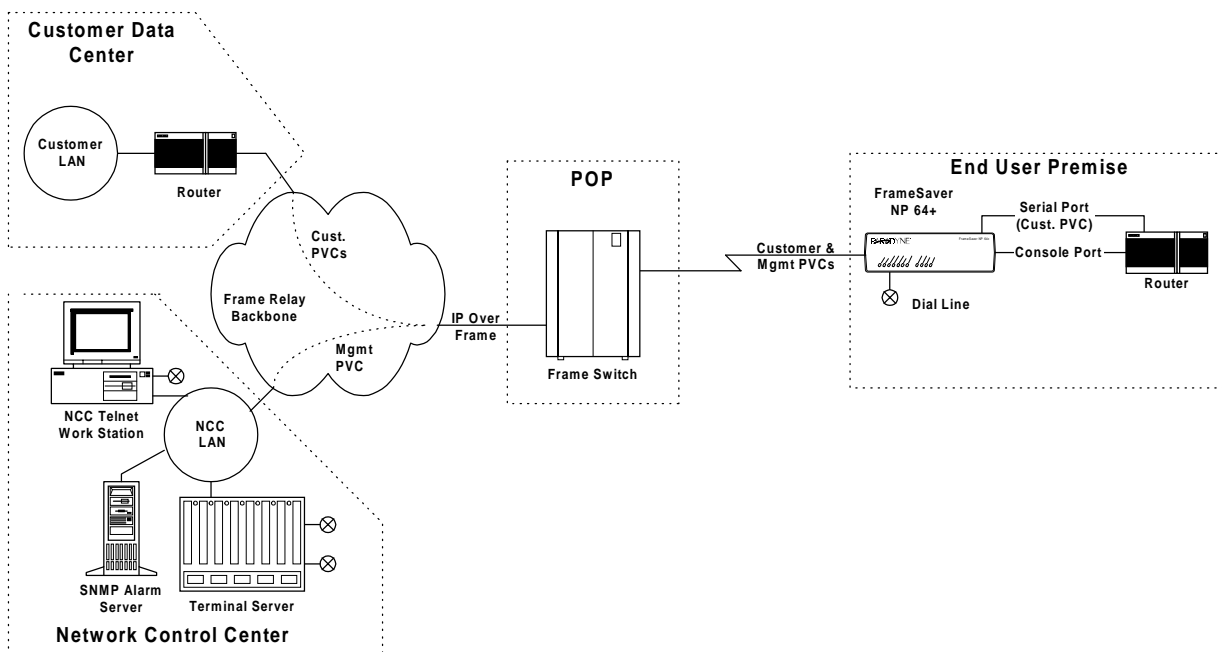 Customer Data
Center
Customer
LAN
Router
Cust.
PVCs
Frame Relay
Backbone
Mgmt
PVC
IP Over
Frame
POP
Frame Switch
Customer &
Mgmt PVCs
End User Premise
FrameSaver
NP 64+
PARADYNE
Serial Port
(Cust. PVC)
Console Port
Router
Dial Line
NCC Telnet
Work Station
NCC
LAN
SNMP Alarm
Server
Terminal Server
Network Control Center